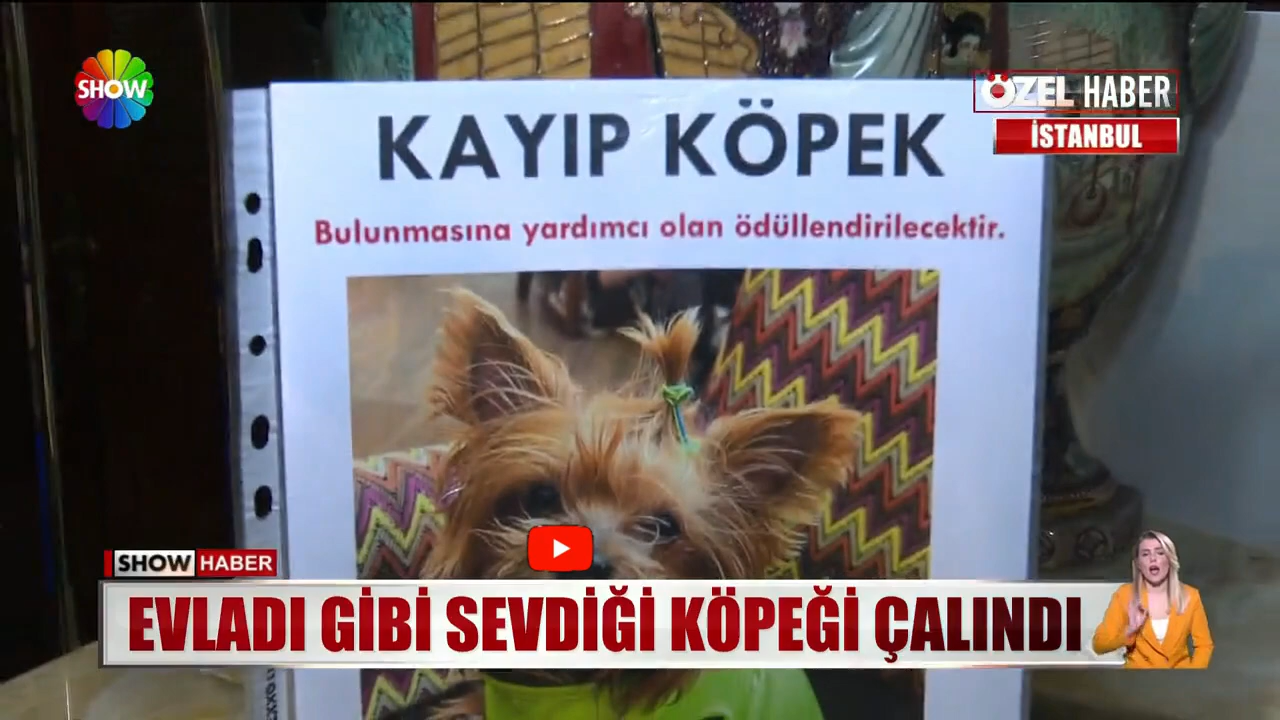 SHOW
ÖZEL HABER
İSTANBUL
KAYIP KÖPEK
Bulunmasına yardımcı olan ödüllendirilecektir.
SHOW HABER
EVLADI GİBİ SEVDİĞİ KÖPEĞİ ÇALINDI